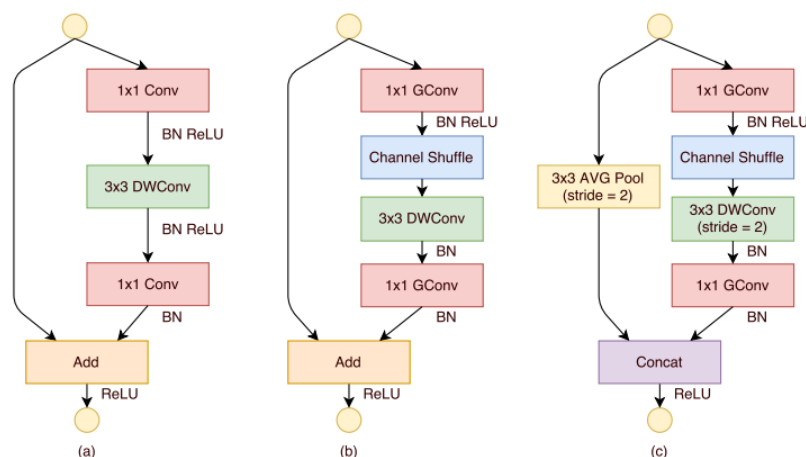 1x1 Conv
BN ReLU
3x3 DWConv
BN ReLU
1x1 Conv
BN
Add
ReLU
(a)
1x1 GConv
BN ReLU
Channel Shuffle
3x3 DWConv
BN
1x1 GConv
BN
Add
ReLU
(b)
1x1 GConv
BN ReLU
Channel Shuffle
3x3 AVG Pool
(stride = 2)
3x3 DWConv
(stride = 2)
BN
1x1 GConv
BN
Concat
ReLU
(c)